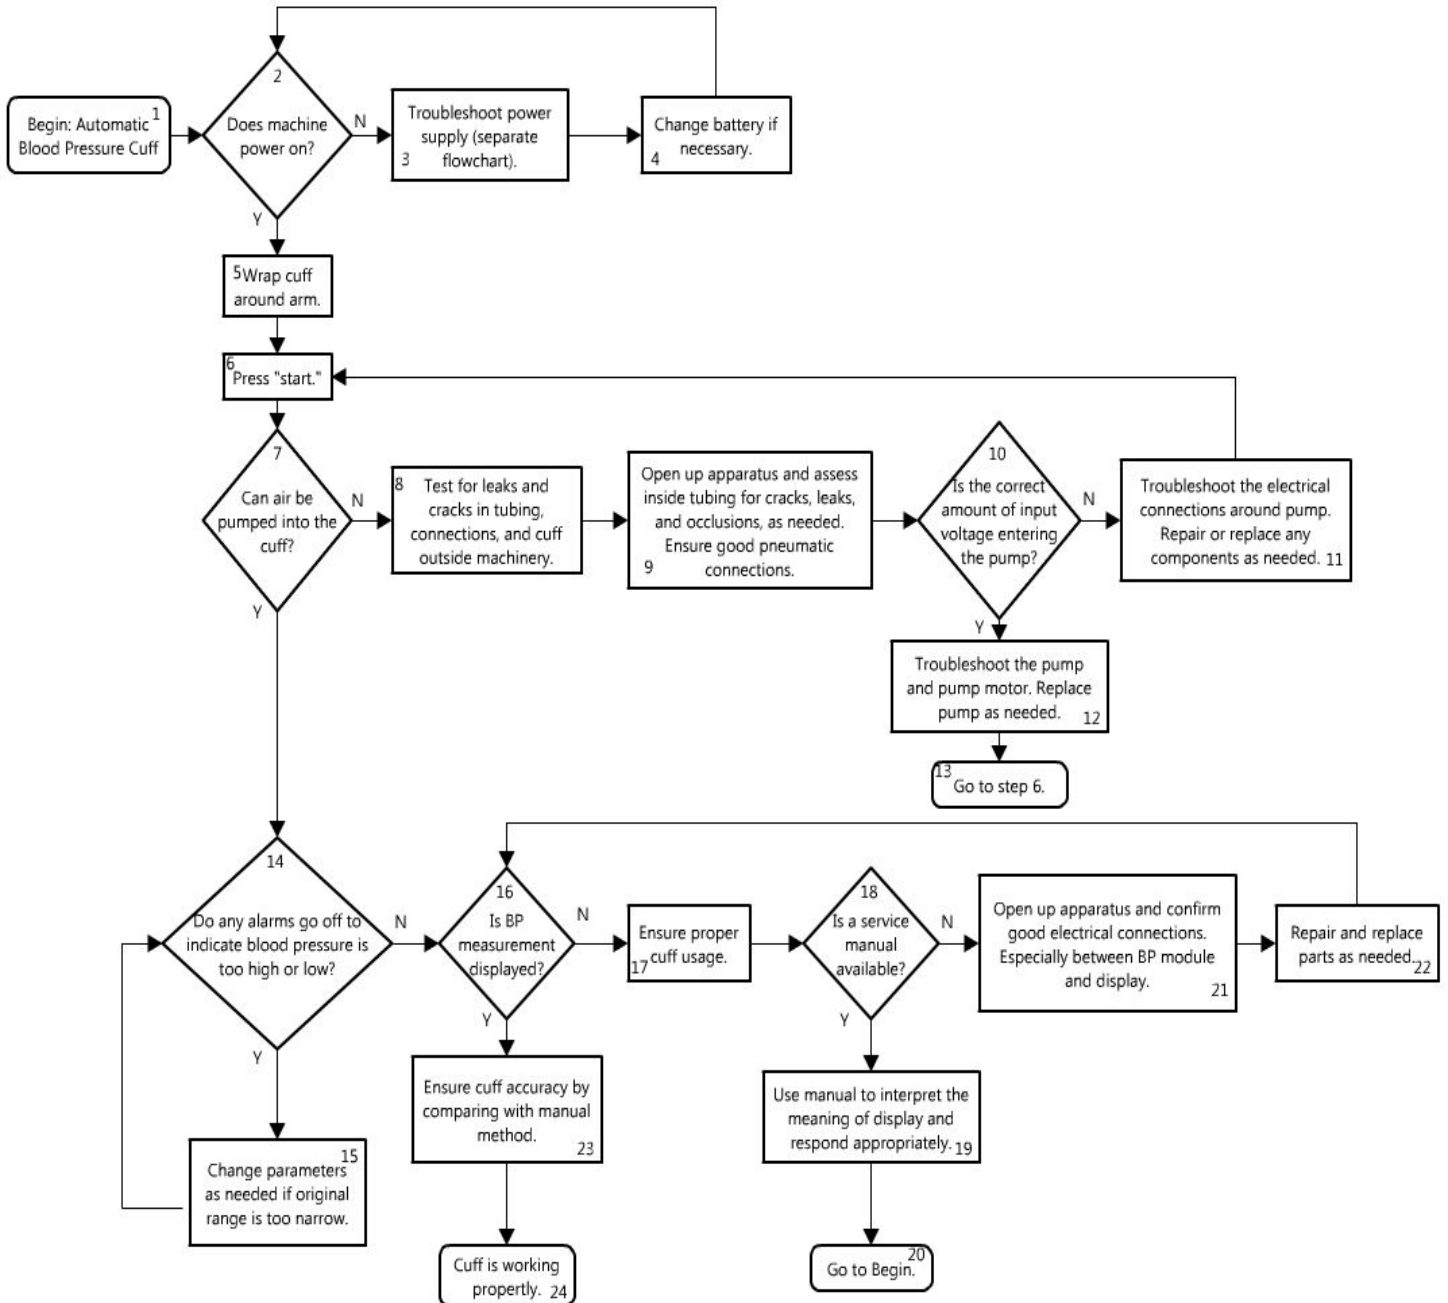 1
Begin: Automatic
Blood Pressure Cuff
2
Does machine
power on?
N
Y
Troubleshoot power
supply (separate
flowchart).
3
Change battery if
necessary.
4
5 Wrap cuff
around arm.
6
Press "start."
7
Can air be
pumped into the
cuff?
N
Y
8 Test for leaks and
cracks in tubing,
connections, and cuff
outside machinery.
Open up apparatus and assess
inside tubing for cracks, leaks,
and occlusions, as needed.
Ensure good pneumatic
connections.
9
10
Is the correct
amount of input
voltage entering
the pump?
N
Y
Troubleshoot the electrical
connections around pump.
Repair or replace any
components as needed. 11
Troubleshoot the pump
and pump motor. Replace
pump as needed. 12
13
Go to step 6.
14
Do any alarms go off to
indicate blood pressure is
too high or low?
N
Y
15
Change parameters
as needed if original
range is too narrow.
16
Is BP
measurement
displayed?
N
Y
Ensure proper
cuff usage.
17
18
Is a service
manual
available?
N
Y
Open up apparatus and confirm
good electrical connections.
Especially between BP module
and display.
21
Repair and replace
parts as needed. 22
Ensure cuff accuracy by
comparing with manual
method.
23
Use manual to interpret the
meaning of display and
respond appropriately. 19
Cuff is working
propertly. 24
20
Go to Begin.